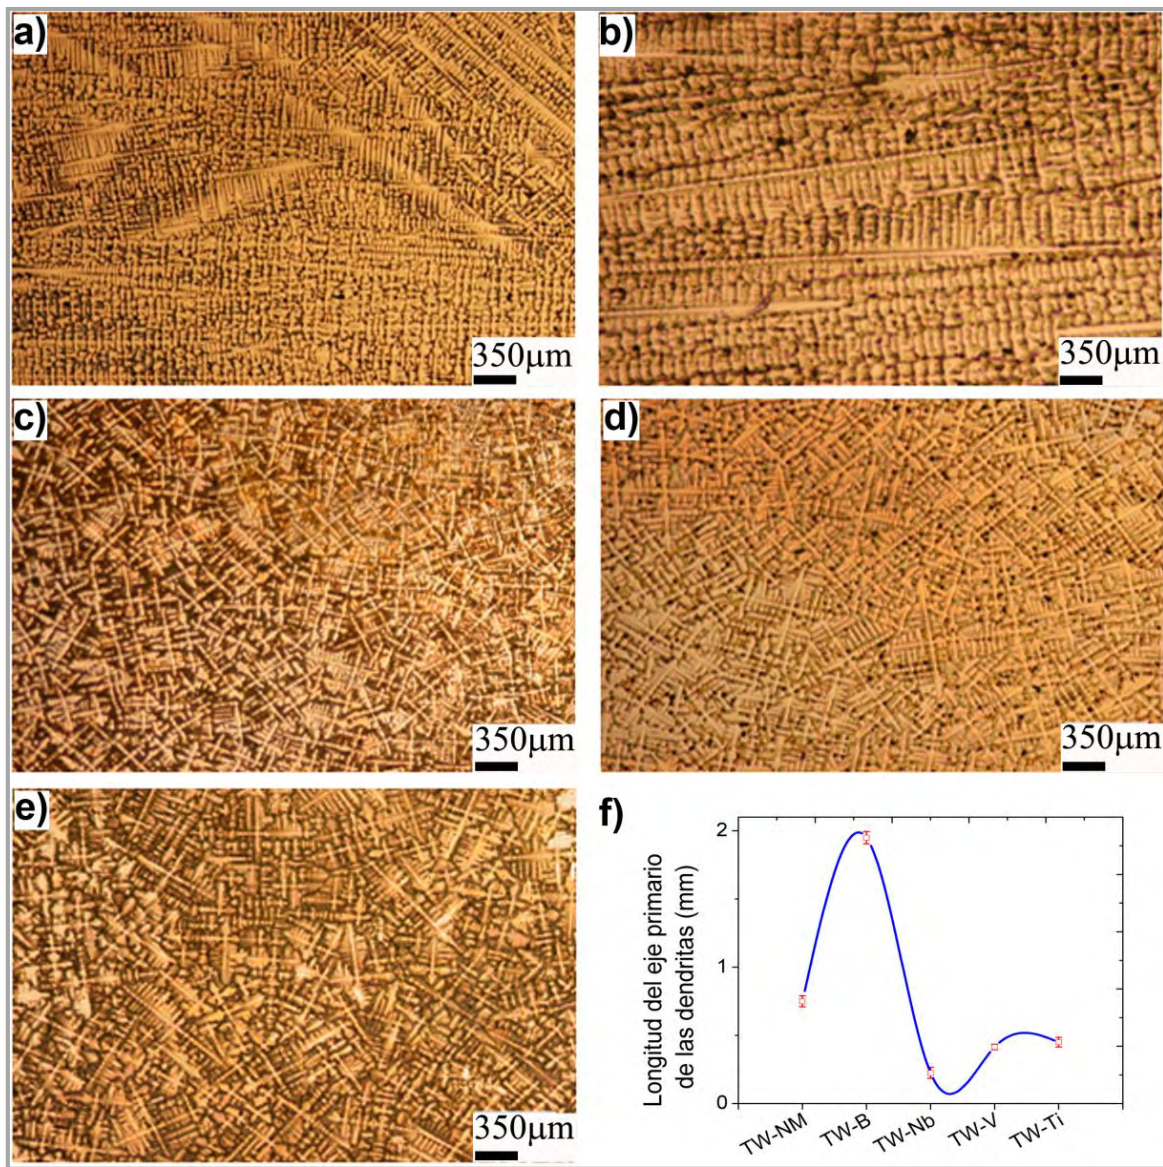 a)
b)
350µm
350µm
c)
d)
350µm
350µm
e)
f)
350µm
Longitud del eje primario
de las dendritas (mm)
2
1
0
TW-NM
TW-B
TW-Nb
TW-V
TW-Ti